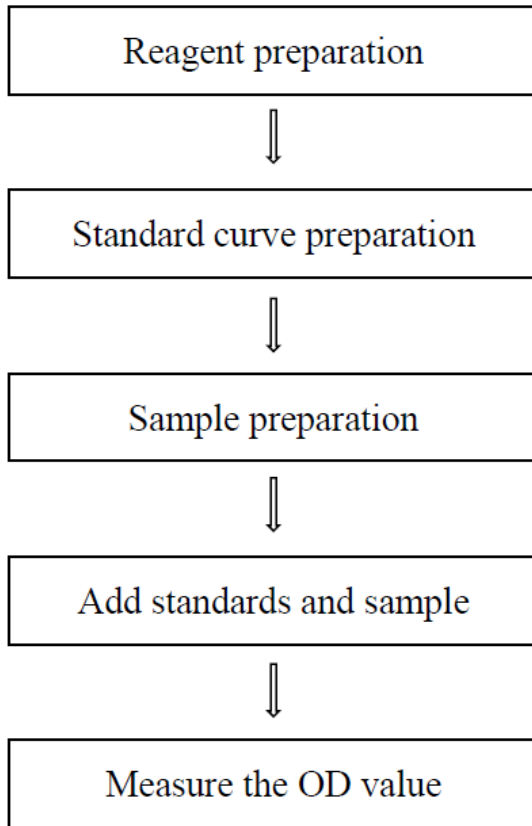 Reagent preparation
Standard curve preparation
Sample preparation
Add standards and sample
Measure the OD value